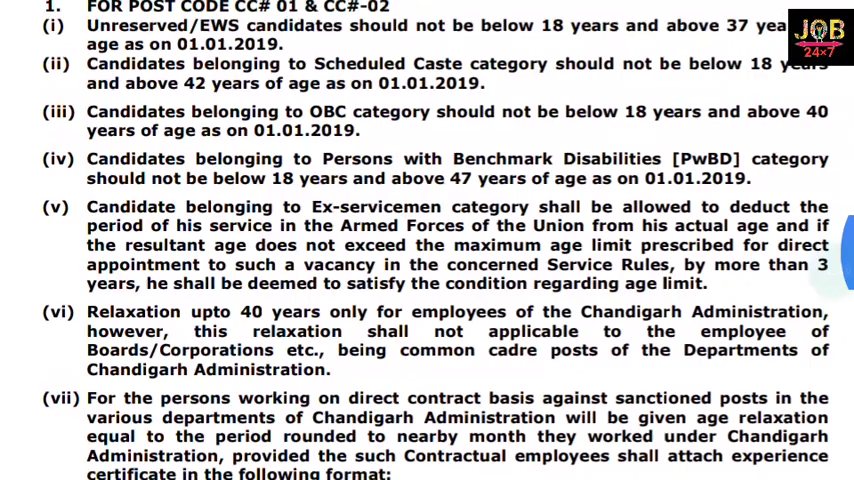 1. FOR POST CODE CC# 01 & CC#-02
(i) Unreserved/EWS candidates should not be below 18 years and above 37
age as on 01.01.2019.
(ii) Candidates belonging to Scheduled Caste category should not be below 18 years
and above 42 years of age as on 01.01.2019.
(iii) Candidates belonging to OBC category should not be below 18 years and above 40
years of age as on 01.01.2019.
(iv) Candidates belonging to Persons with Benchmark Disabilities [PwBD] category
should not be below 18 years and above 47 years of age as on 01.01.2019.
(v) Candidate belonging to Ex-servicemen category shall be allowed to deduct the
period of his service in the Armed Forces of the Union from his actual age and if
the resultant age does not exceed the maximum age limit prescribed for direct
appointment to such a vacancy in the concerned Service Rules, by more than 3
years, he shall be deemed to satisfy the condition regarding age limit.
(vi) Relaxation upto 40 years only for employees of the Chandigarh Administration,
however, this relaxation shall not applicable to the employee of
Boards/Corporations etc., being common cadre posts of the Departments of
Chandigarh Administration.
(vii) For the persons working on direct contract basis against sanctioned posts in the
various departments of Chandigarh Administration will be given age relaxation
equal to the period rounded to nearby month they worked under Chandigarh
Administration, provided the such Contractual employees shall attach experience
certificate in the following format:
JOB
24×7